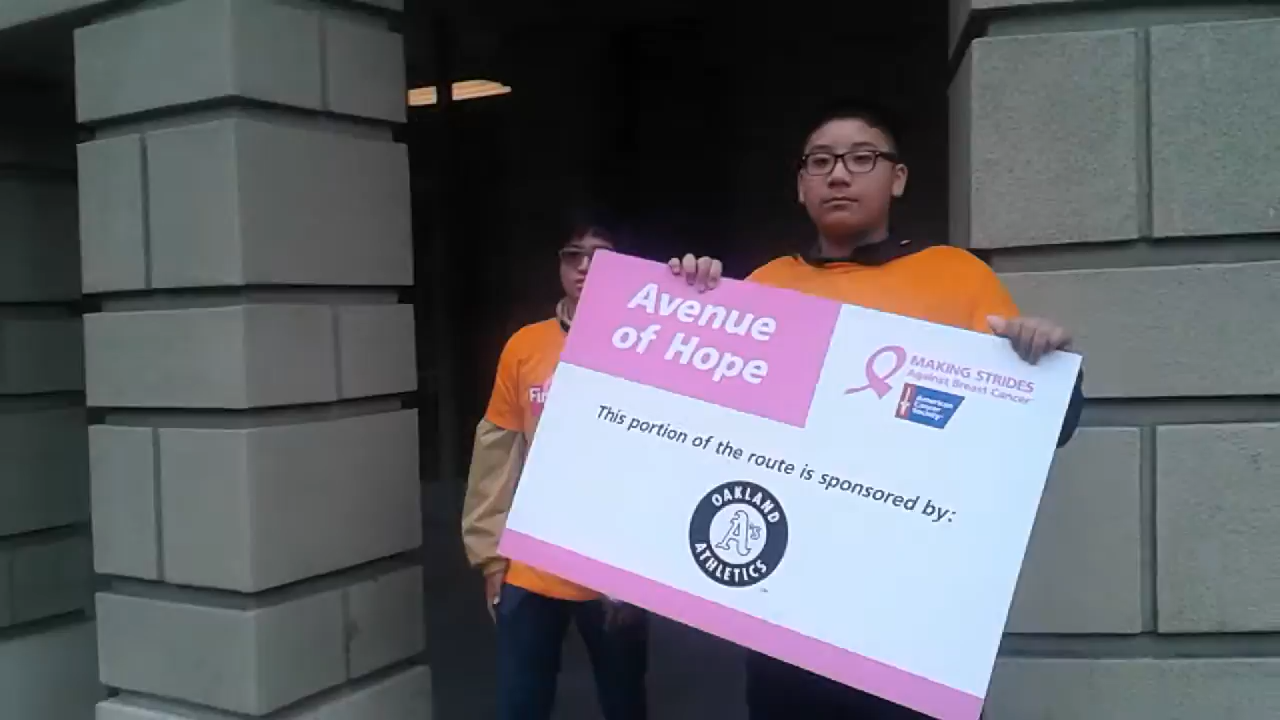 Avenue
of Hope
MAKING STRIDES
Against Breast Cancer
American
Cancer
Society
This portion of the route is sponsored by:
OAKLAND
A's
ATHLETICS